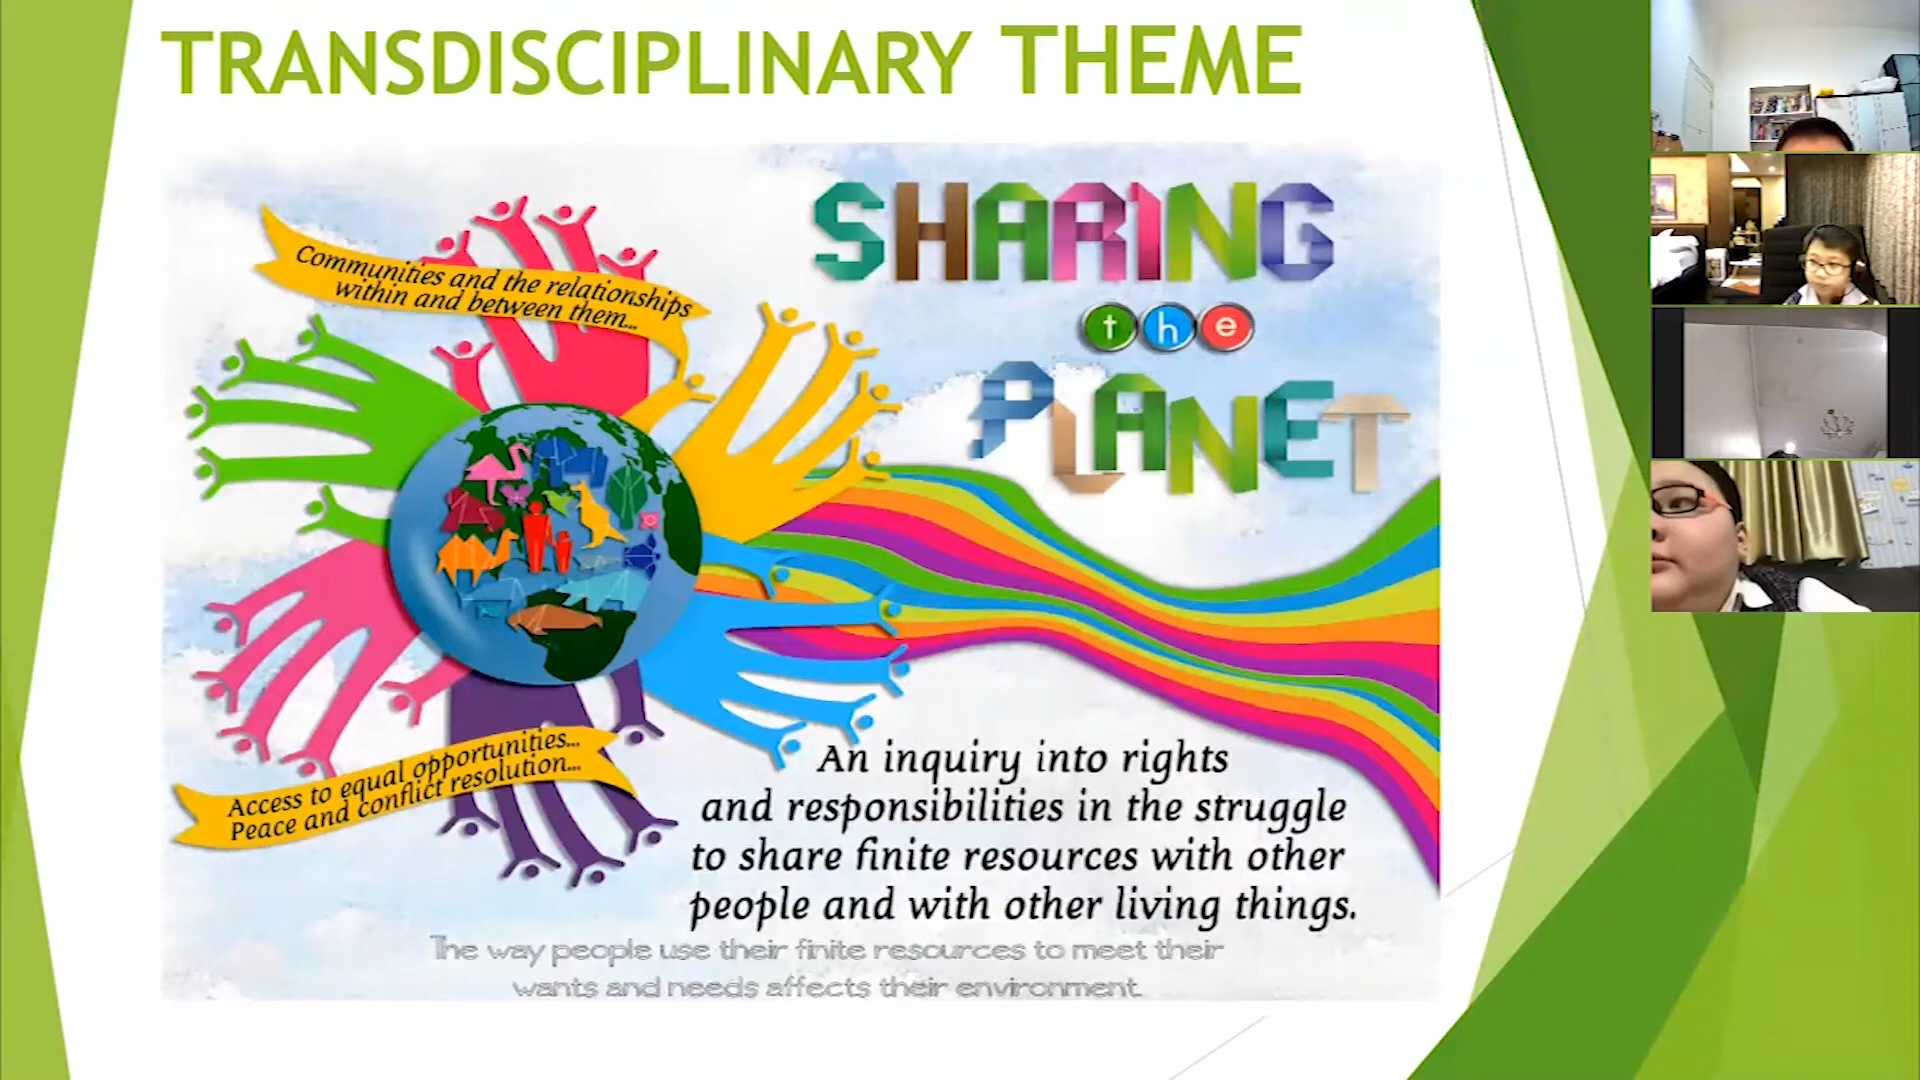 TRANSDISCIPLINARY THEME
SHARING
the
PLANET
Communities and the relationships
within and between them...
Access to equal opportunities...
Peace and conflict resolution...
An inquiry into rights
and responsibilities in the struggle
to share finite resources with other
people and with other living things.
The way people use their finite resources to meet their
wants and needs affects their environment.